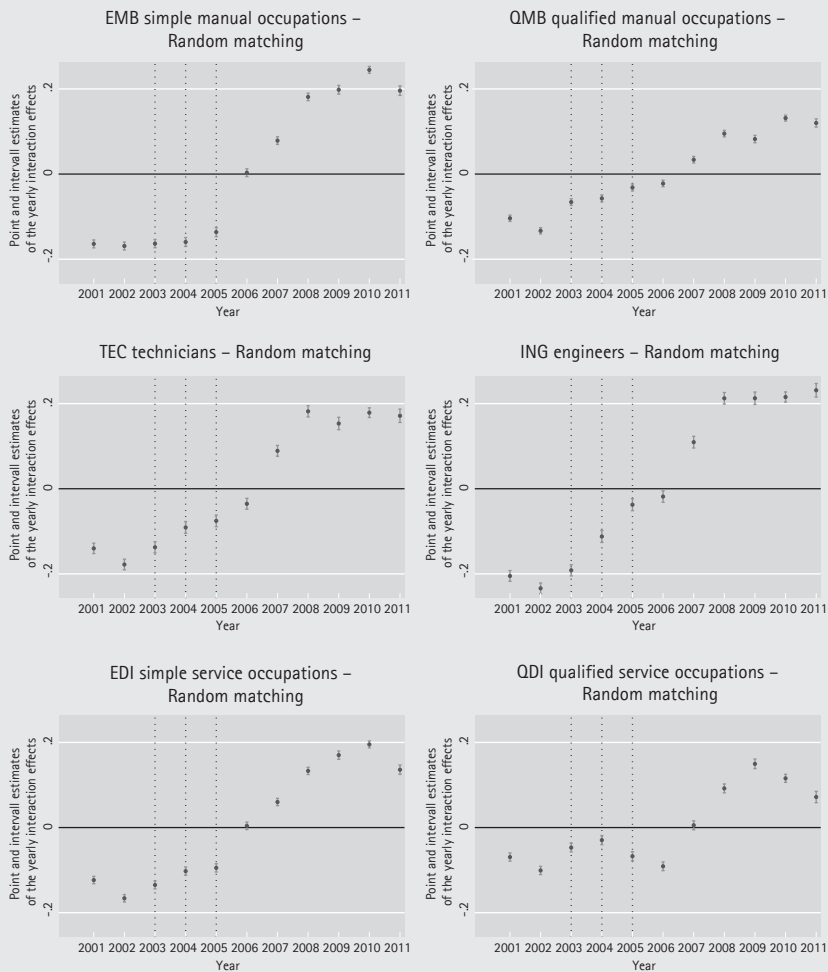 EMB simple manual occupations –
Random matching
Point and intervall estimates
of the yearly interaction effects
.2
0
-.2
2001 2002 2003 2004 2005 2006 2007 2008 2009 2010 2011
Year
QMB qualified manual occupations –
Random matching
Point and intervall estimates
of the yearly interaction effects
.2
0
-.2
2001 2002 2003 2004 2005 2006 2007 2008 2009 2010 2011
Year
TEC technicians – Random matching
Point and intervall estimates
of the yearly interaction effects
.2
0
-.2
2001 2002 2003 2004 2005 2006 2007 2008 2009 2010 2011
Year
ING engineers – Random matching
Point and intervall estimates
of the yearly interaction effects
.2
0
-.2
2001 2002 2003 2004 2005 2006 2007 2008 2009 2010 2011
Year
EDI simple service occupations –
Random matching
Point and intervall estimates
of the yearly interaction effects
.2
0
-.2
2001 2002 2003 2004 2005 2006 2007 2008 2009 2010 2011
Year
QDI qualified service occupations –
Random matching
Point and intervall estimates
of the yearly interaction effects
.2
0
-.2
2001 2002 2003 2004 2005 2006 2007 2008 2009 2010 2011
Year